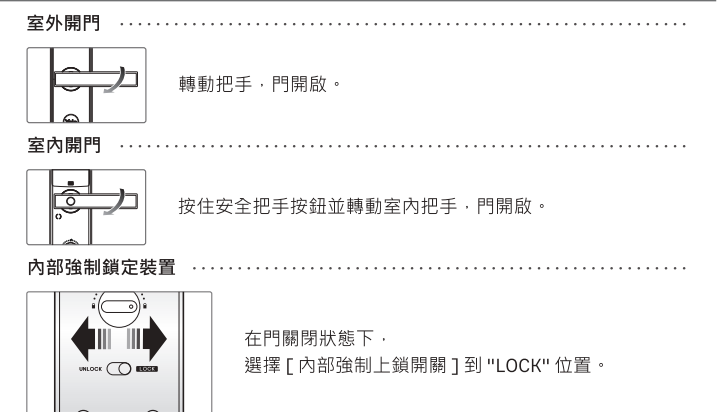 室外開門
轉動把手，門開啟。
室內開門
按住安全把手按鈕並轉動室內把手，門開啟。
內部強制鎖定裝置
在門關閉狀態下，
選擇 [ 內部強制上鎖開關 ] 到 "LOCK" 位置。
UNLOCK LOCK